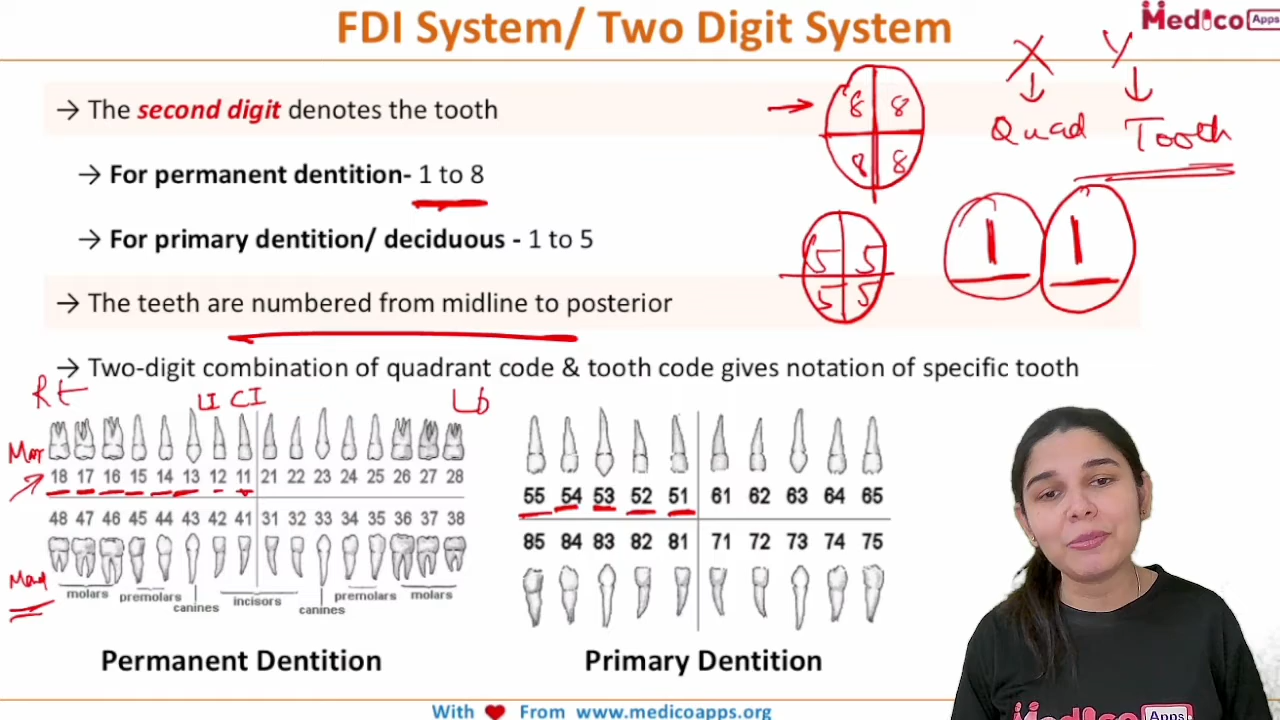 FDI System/ Two Digit System
Medico Apps
→ The second digit denotes the tooth
→ For permanent dentition- 1 to 8
→ For primary dentition/ deciduous - 1 to 5
→ The teeth are numbered from midline to posterior
→ Two-digit combination of quadrant code & tooth code gives notation of specific tooth
8 8
8 8
X Y
Quad Tooth
5 5
5 5
1 1
Rt LI CI
Max
18 17 16 15 14 13 12 11 21 22 23 24 25 26 27 28
48 47 46 45 44 43 42 41 31 32 33 34 35 36 37 38
molars premolars canines incisors canines premolars molars
Permanent Dentition
55 54 53 52 51 61 62 63 64 65
85 84 83 82 81 71 72 73 74 75
Primary Dentition
With ❤ From www.medicoapps.org